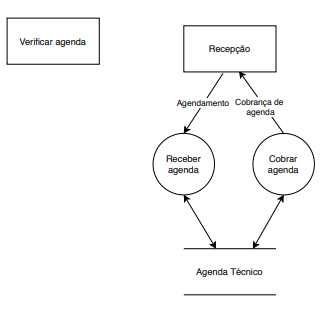 Verificar agenda
Recepção
Agendamento
Cobrança de
agenda
Receber
agenda
Cobrar
agenda
Agenda Técnico